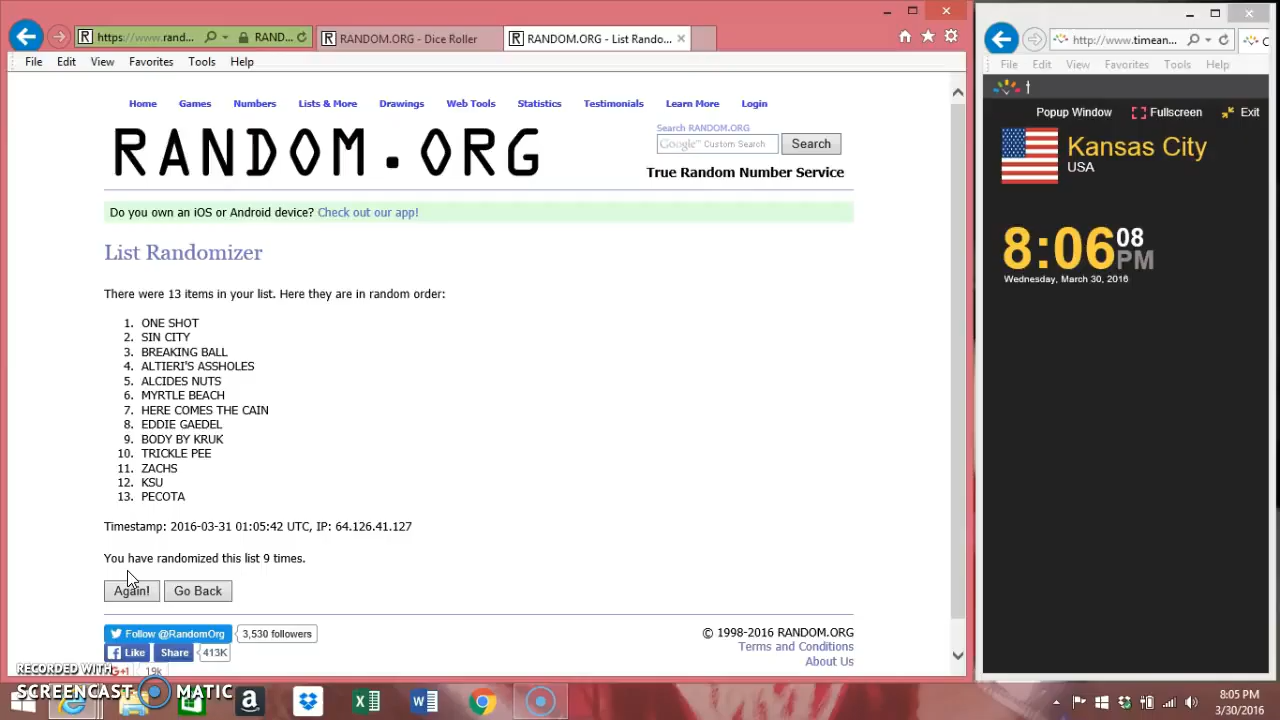 https://www.rand... RAND...
RANDOM.ORG - Dice Roller
RANDOM.ORG - List Rando...
File Edit View Favorites Tools Help
Home Games Numbers Lists & More Drawings Web Tools Statistics Testimonials Learn More Login
RANDOM.ORG
Search RANDOM.ORG
Google™ Custom Search
Search
True Random Number Service
Do you own an iOS or Android device? Check out our app!
List Randomizer
There were 13 items in your list. Here they are in random order:
1. ONE SHOT
2. SIN CITY
3. BREAKING BALL
4. ALTIERI'S ASSHOLES
5. ALCIDES NUTS
6. MYRTLE BEACH
7. HERE COMES THE CAIN
8. EDDIE GAEDEL
9. BODY BY KRUK
10. TRICKLE PEE
11. ZACHS
12. KSU
13. PECOTA
Timestamp: 2016-03-31 01:05:42 UTC, IP: 64.126.41.127
You have randomized this list 9 times.
Again! Go Back
Follow @RandomOrg 3,530 followers
Like Share 413K
G+1 19k
© 1998-2016 RANDOM.ORG
Terms and Conditions
About Us
http://www.timean...
File Edit View Favorites Tools Help
t
Popup Window Fullscreen Exit
Kansas City
USA
8:06 08 PM
Wednesday, March 30, 2016
RECORDED WITH
SCREENCAST MATIC
8:05 PM
3/30/2016